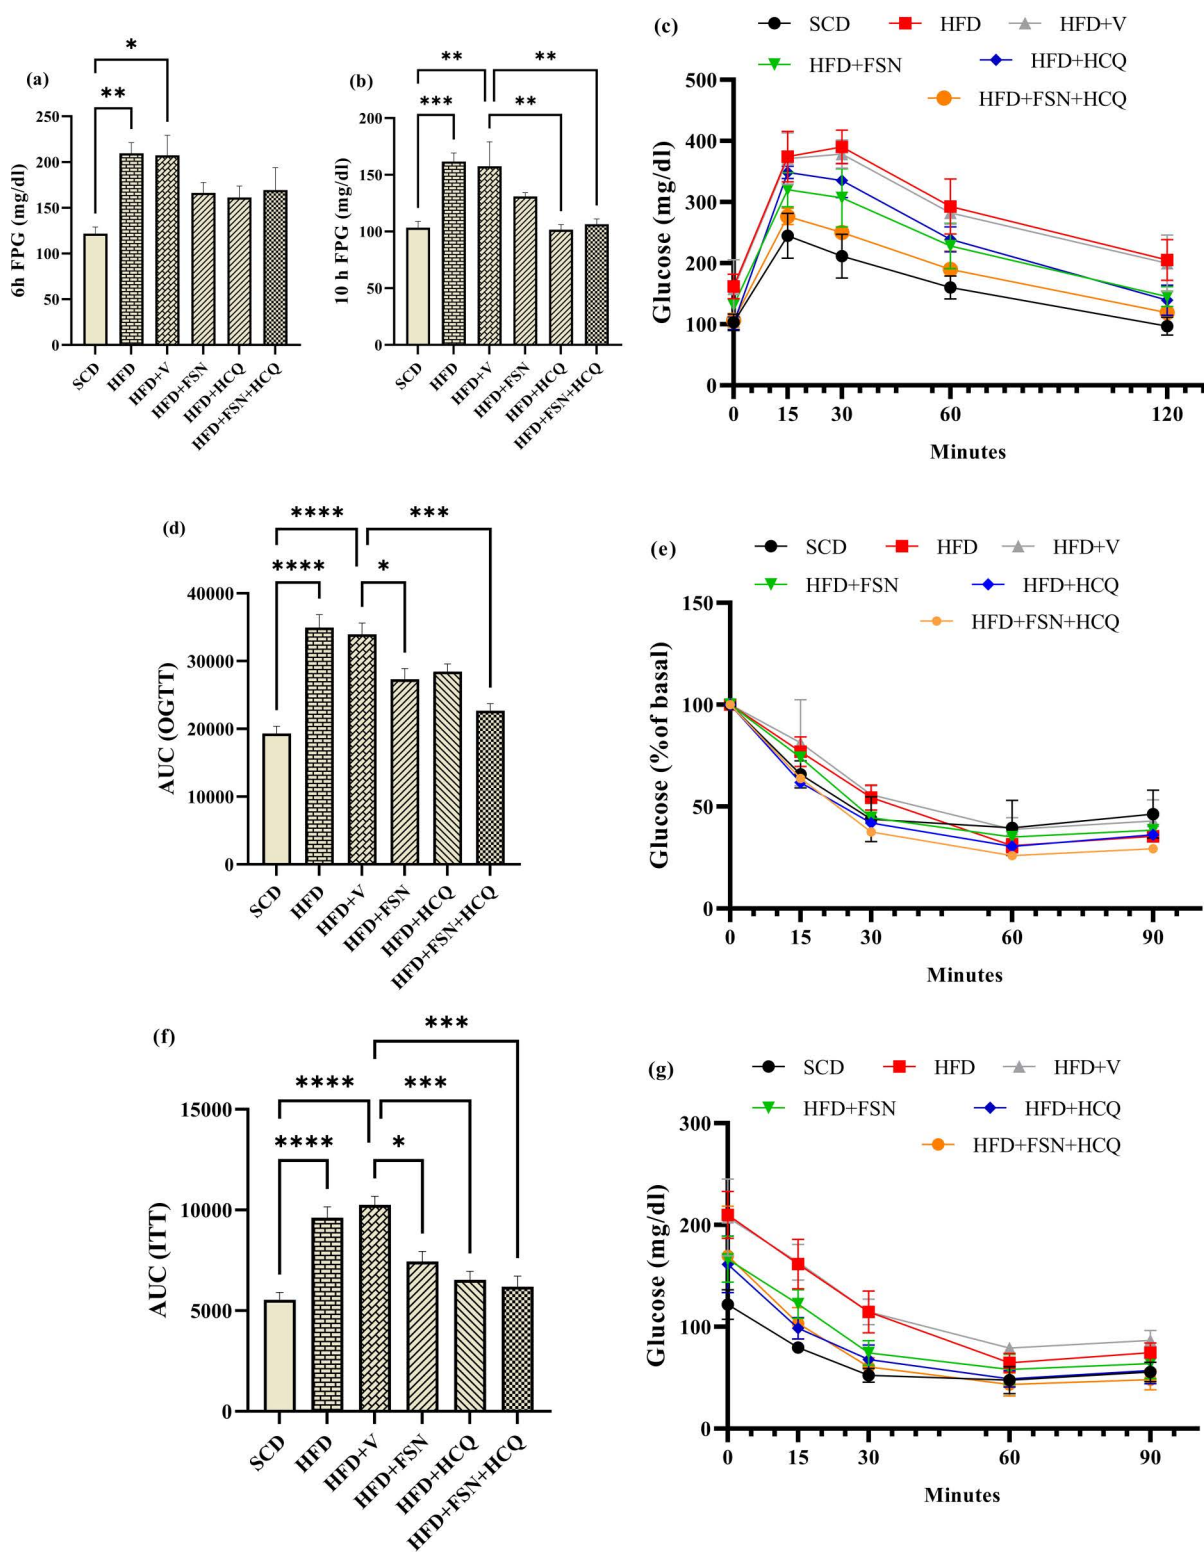 (a)
*
**
6h FPG (mg/dl)
250
200
150
100
50
0
SCD
HFD
HFD+V
HFD+FSN
HFD+HCQ
HFD+FSN+HCQ
(b)
**
**
***
**
10 h FPG (mg/dl)
200
150
100
50
0
SCD
HFD
HFD+V
HFD+FSN
HFD+HCQ
HFD+FSN+HCQ
(c)
SCD HFD HFD+V
HFD+FSN HFD+HCQ
HFD+FSN+HCQ
Glucose (mg/dl)
500
400
300
200
100
0
0 15 30 60 120
Minutes
(d)
**** ***
**** *
AUC (OGTT)
40000
30000
20000
10000
0
SCD
HFD
HFD+V
HFD+FSN
HFD+HCQ
HFD+FSN+HCQ
(e)
SCD HFD HFD+V
HFD+FSN HFD+HCQ
HFD+FSN+HCQ
Glucose (%of basal)
150
100
50
0
0 15 30 60 90
Minutes
(f)
***
**** ***
**** *
AUC (ITT)
15000
10000
5000
0
SCD
HFD
HFD+V
HFD+FSN
HFD+HCQ
HFD+FSN+HCQ
(g)
SCD HFD HFD+V
HFD+FSN HFD+HCQ
HFD+FSN+HCQ
Glucose (mg/dl)
300
200
100
0
0 15 30 60 90
Minutes